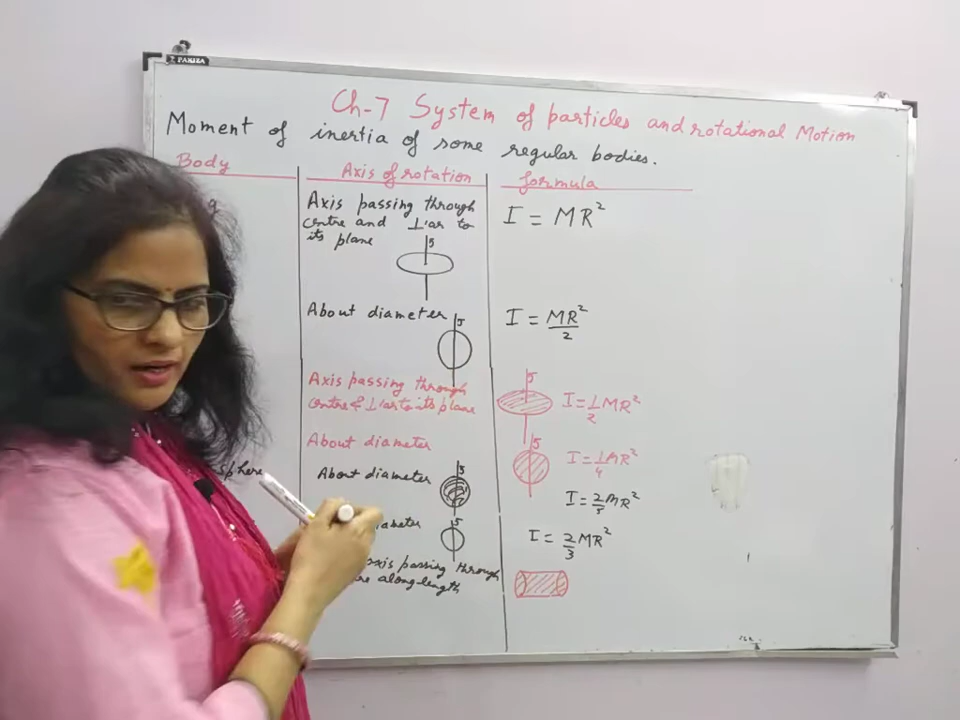 PARTZA
Ch-7 System of particles and rotational Motion
Moment of inertia of some regular bodies.
Body
Axis of rotation
formula
Axis passing through
centre and ⊥'ar to
its plane
I = MR²
About diameter
I = MR²/2
Axis passing through
centre & ⊥'ar to its plane
I = 1/2 MR²
About diameter
I = 1/4 MR²
sphere
About diameter
I = 2/5 MR²
I = 2/3 MR²
axis passing through
along-length